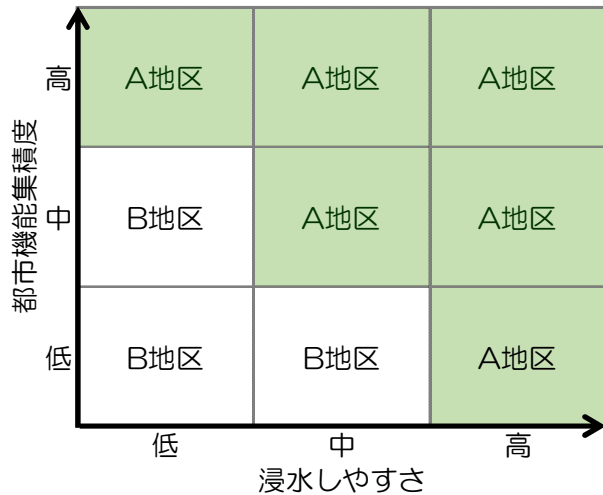 都市機能集積度
高 A地区 A地区 A地区
中 B地区 A地区 A地区
低 B地区 B地区 A地区
低 中 高
浸水しやすさ